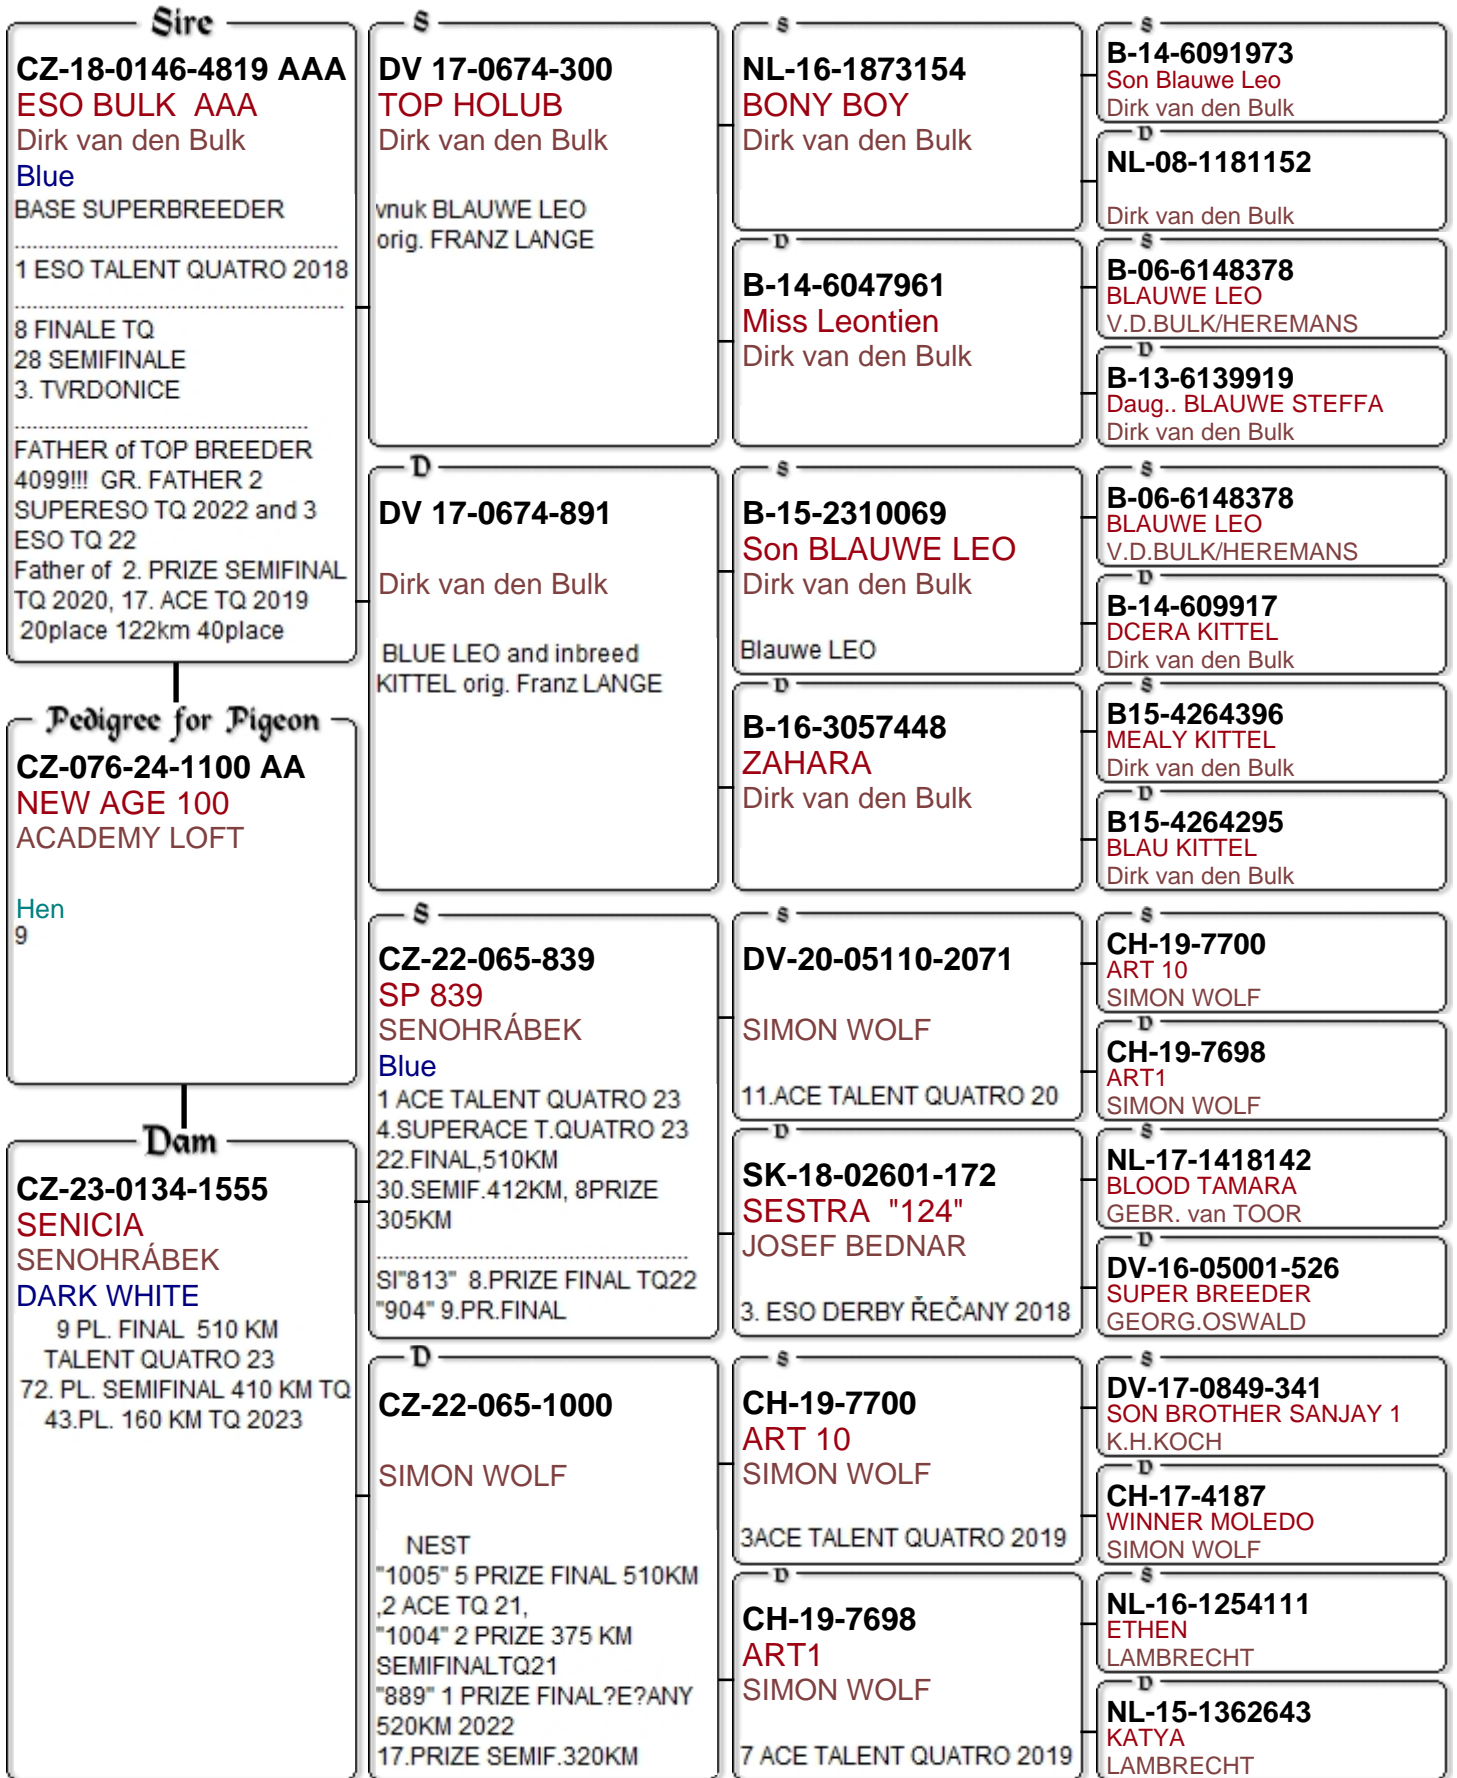 Sire
CZ-18-0146-4819 AAA
ESO BULK  AAA
Dirk van den Bulk
Blue
BASE SUPERBREEDER
1 ESO TALENT QUATRO 2018
8 FINALE TQ
28 SEMIFINALE
3. TVRDONICE
FATHER of TOP BREEDER
4099!!!  GR. FATHER 2
SUPERESO TQ 2022 and 3
ESO TQ 22
Father of  2. PRIZE SEMIFINAL
TQ 2020, 17. ACE TQ 2019
20place 122km 40place
Pedigree for Pigeon
CZ-076-24-1100 AA
NEW AGE 100
ACADEMY LOFT
Hen
9
Dam
CZ-23-0134-1555
SENICIA
SENOHRÁBEK
DARK WHITE
9 PL. FINAL  510 KM
TALENT QUATRO 23
72. PL. SEMIFINAL 410 KM TQ
43.PL. 160 KM TQ 2023
S
DV 17-0674-300
TOP HOLUB
Dirk van den Bulk
vnuk BLAUWE LEO
orig. FRANZ LANGE
D
DV 17-0674-891
Dirk van den Bulk
BLUE LEO and inbreed
KITTEL orig. Franz LANGE
S
CZ-22-065-839
SP 839
SENOHRÁBEK
Blue
1 ACE TALENT QUATRO 23
4.SUPERACE T.QUATRO 23
22.FINAL,510KM
30.SEMIF.412KM, 8PRIZE
305KM
SI"813"  8.PRIZE FINAL TQ22
"904" 9.PR.FINAL
D
CZ-22-065-1000
SIMON WOLF
NEST
"1005" 5 PRIZE FINAL 510KM
,2 ACE TQ 21,
"1004" 2 PRIZE 375 KM
SEMIFINALTQ21
"889" 1 PRIZE FINAL?E?ANY
520KM 2022
17.PRIZE SEMIF.320KM
S
NL-16-1873154
BONY BOY
Dirk van den Bulk
D
B-14-6047961
Miss Leontien
Dirk van den Bulk
S
B-15-2310069
Son BLAUWE LEO
Dirk van den Bulk
Blauwe LEO
D
B-16-3057448
ZAHARA
Dirk van den Bulk
S
DV-20-05110-2071
SIMON WOLF
11.ACE TALENT QUATRO 20
D
SK-18-02601-172
SESTRA  "124"
JOSEF BEDNAR
3. ESO DERBY ŘEČANY 2018
S
CH-19-7700
ART 10
SIMON WOLF
3ACE TALENT QUATRO 2019
D
CH-19-7698
ART1
SIMON WOLF
7 ACE TALENT QUATRO 2019
S
B-14-6091973
Son Blauwe Leo
Dirk van den Bulk
D
NL-08-1181152
Dirk van den Bulk
S
B-06-6148378
BLAUWE LEO
V.D.BULK/HEREMANS
D
B-13-6139919
Daug.. BLAUWE STEFFA
Dirk van den Bulk
S
B-06-6148378
BLAUWE LEO
V.D.BULK/HEREMANS
D
B-14-609917
DCERA KITTEL
Dirk van den Bulk
S
B15-4264396
MEALY KITTEL
Dirk van den Bulk
D
B15-4264295
BLAU KITTEL
Dirk van den Bulk
S
CH-19-7700
ART 10
SIMON WOLF
D
CH-19-7698
ART1
SIMON WOLF
S
NL-17-1418142
BLOOD TAMARA
GEBR. van TOOR
D
DV-16-05001-526
SUPER BREEDER
GEORG.OSWALD
S
DV-17-0849-341
SON BROTHER SANJAY 1
K.H.KOCH
D
CH-17-4187
WINNER MOLEDO
SIMON WOLF
S
NL-16-1254111
ETHEN
LAMBRECHT
D
NL-15-1362643
KATYA
LAMBRECHT